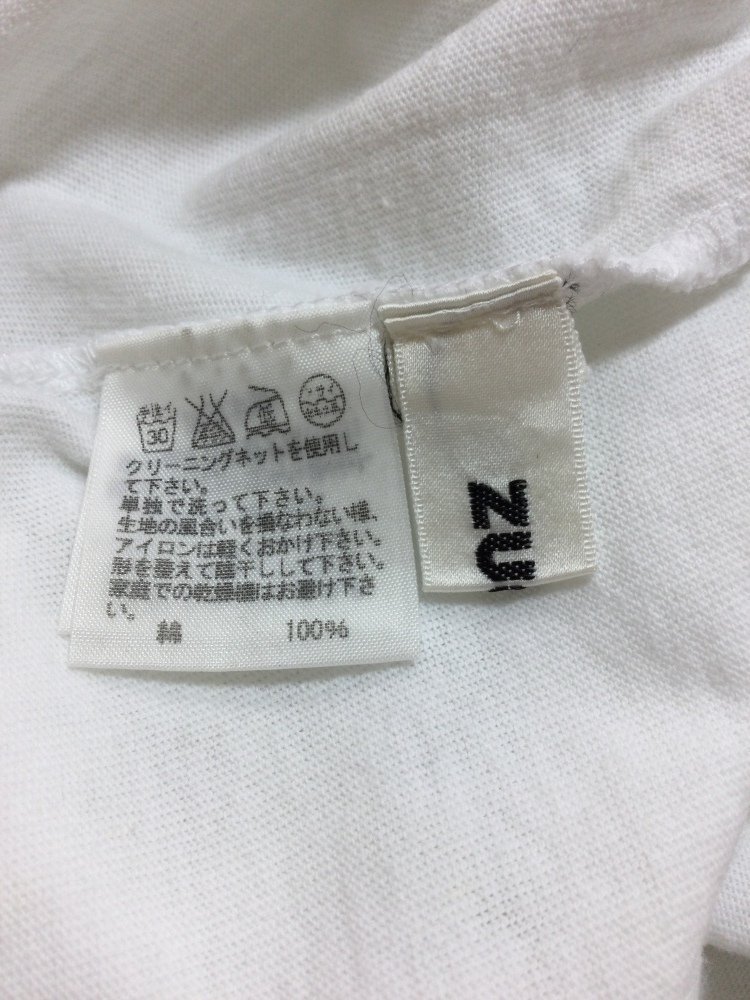 手洗イ
30
低
クリーニングネットを使用し
て下さい。
単独で洗って下さい。
生地の風合いを損なわない様、
アイロンは軽くおかけ下さい。
形を整えて陰干しして下さい。
家庭での乾燥機はお避け下さ
い。
綿 100%
ZU